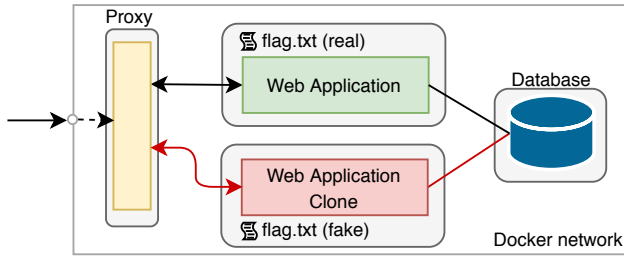 Proxy
flag.txt (real)
Web Application
Database
Web Application
Clone
flag.txt (fake)
Docker network